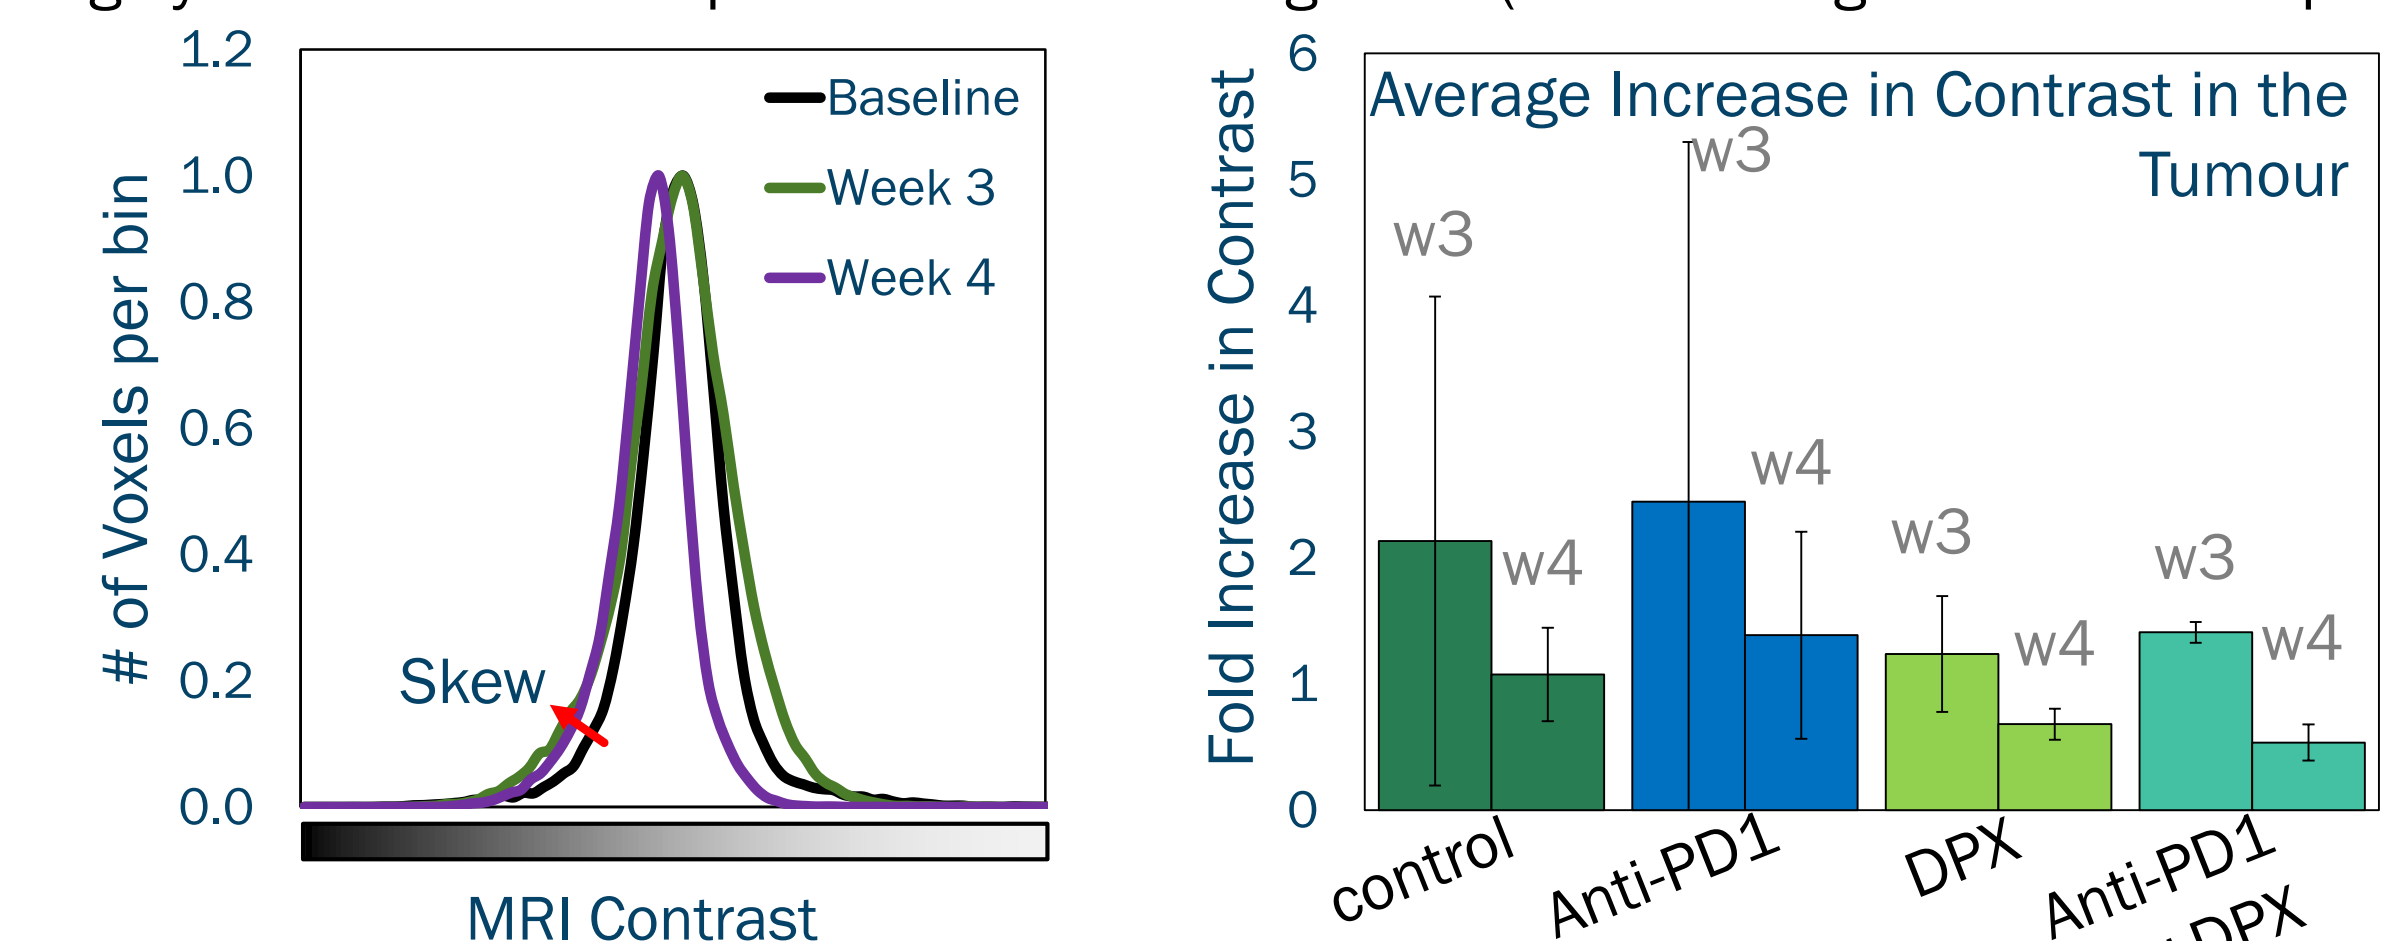 1.2
1.0
0.8
0.6
0.4
0.2
0.0
# of Voxels per bin
Baseline
Week 3
Week 4
Skew
MRI Contrast
6
5
4
3
2
1
0
Fold Increase in Contrast
Average Increase in Contrast in the
Tumour
w3
w4
w3
w4
w3
w4
w3
w4
control
Anti-PD1
DPX
Anti-PD1
DPX